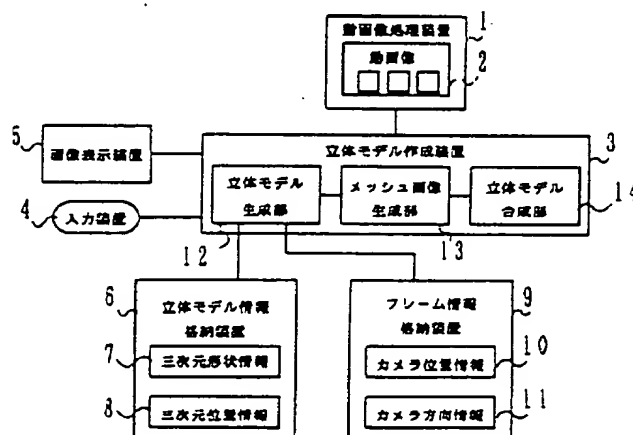 動画像処理装置
1
動画像
2
5
画像表示装置
立体モデル作成装置
3
立体モデル
生成部
メッシュ画像
生成部
立体モデル
合成部
14
4
入力装置
12
13
6
立体モデル情報
格納装置
フレーム情報
格納装置
9
7
三次元形状情報
カメラ位置情報
10
8
三次元位置情報
カメラ方向情報
11